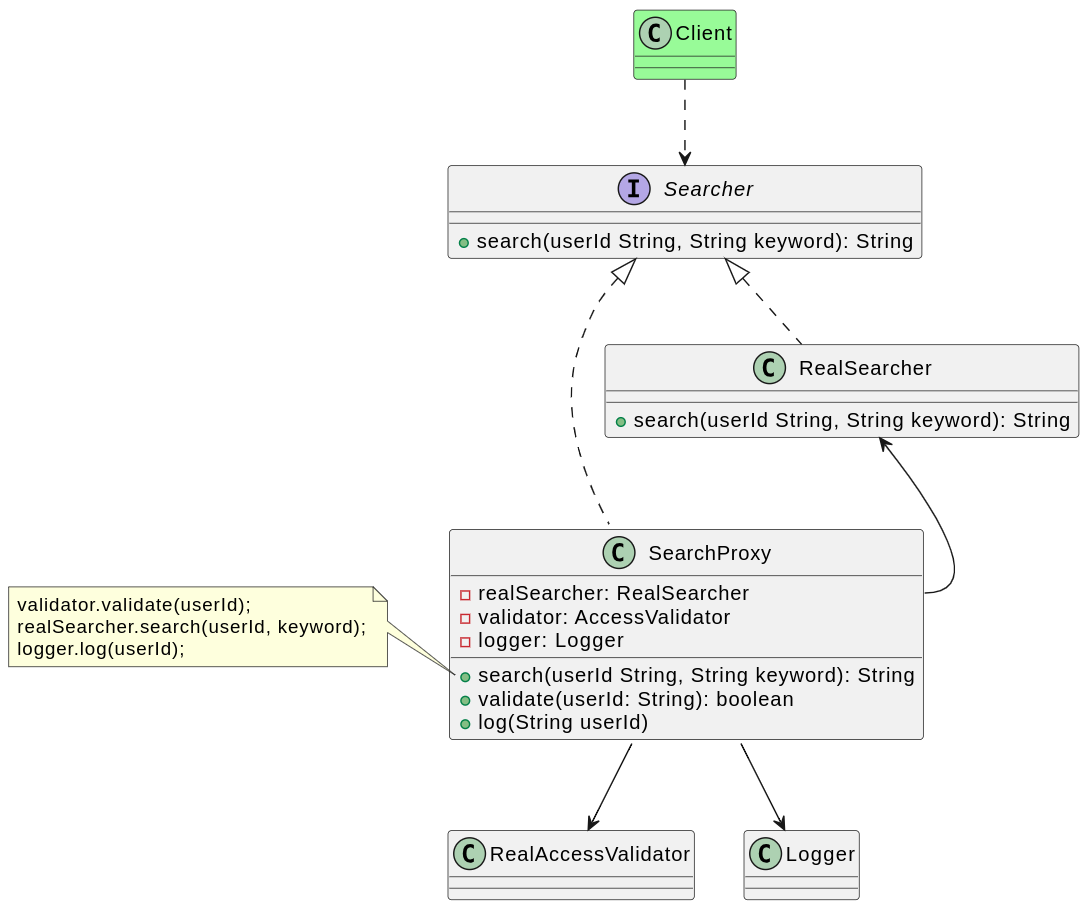 C Client
I Searcher
search(userId String, String keyword): String
C RealSearcher
search(userId String, String keyword): String
C SearchProxy
realSearcher: RealSearcher
validator: AccessValidator
logger: Logger
search(userId String, String keyword): String
validate(userId: String): boolean
log(String userId)
validator.validate(userId);
realSearcher.search(userId, keyword);
logger.log(userId);
C RealAccessValidator
C Logger